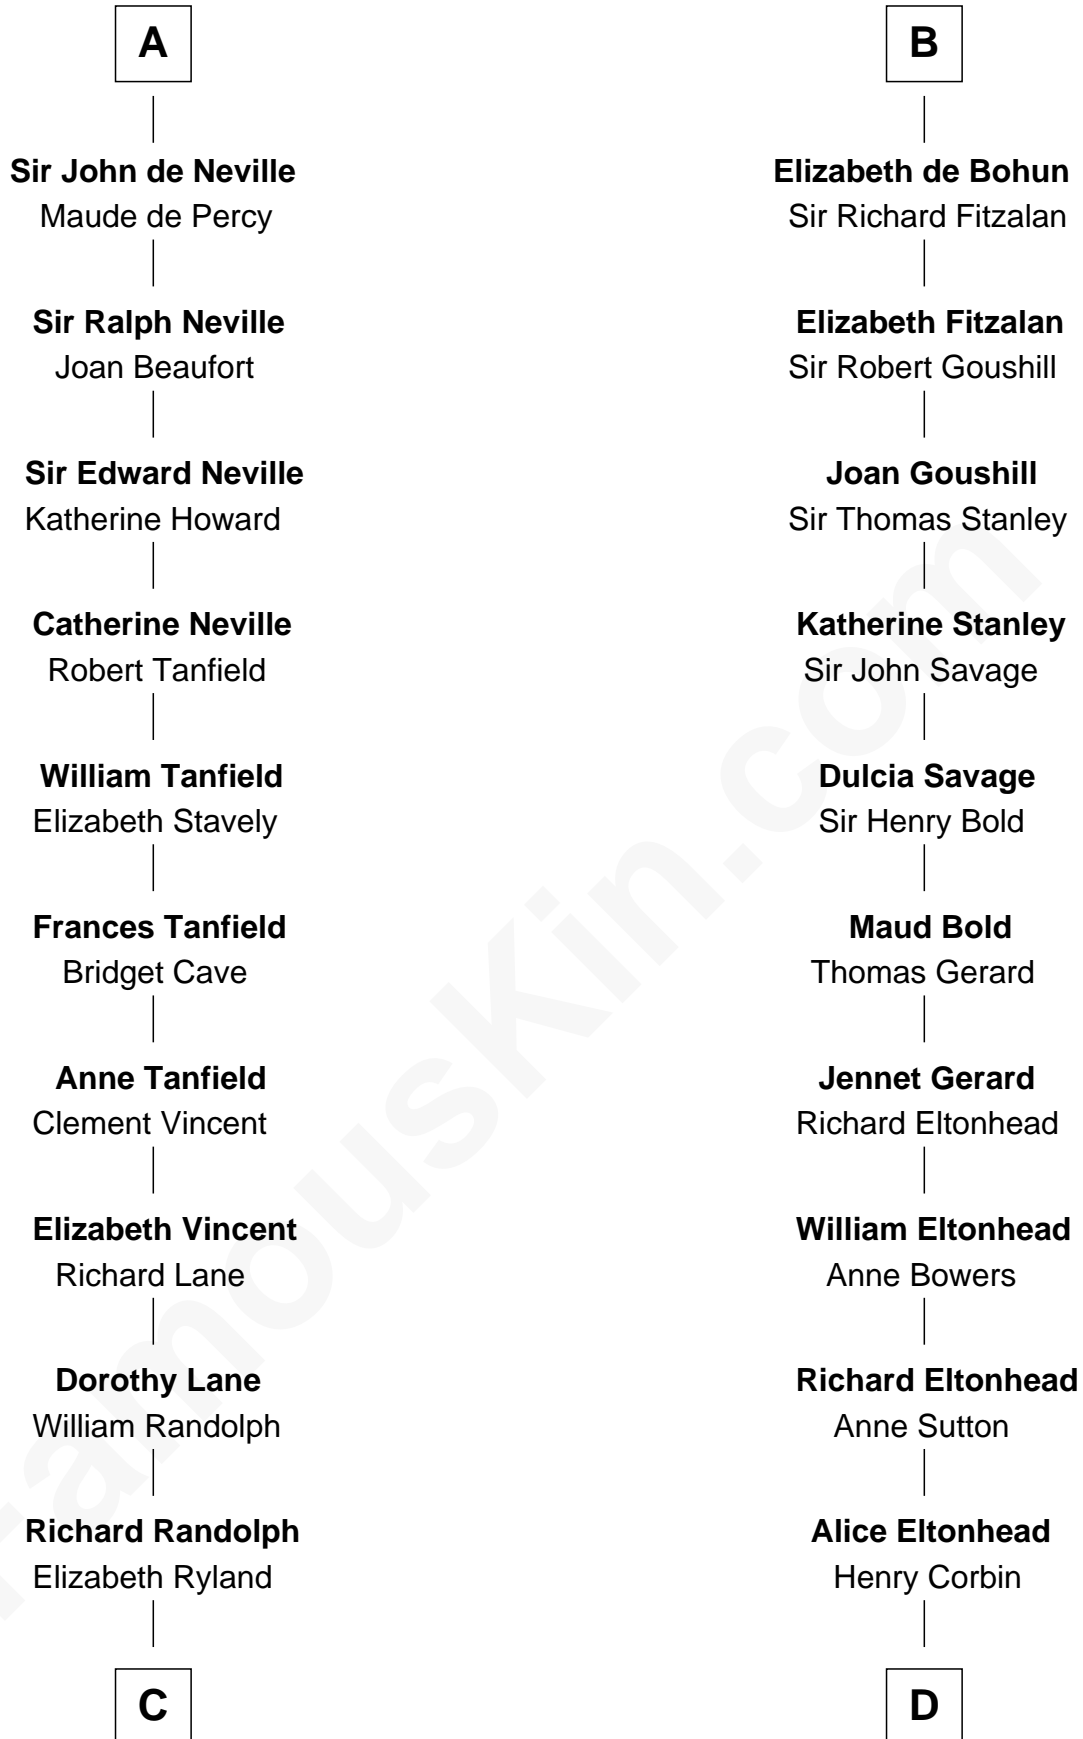 A
Sir John de Neville
Maude de Percy
Sir Ralph Neville
Joan Beaufort
Sir Edward Neville
Katherine Howard
Catherine Neville
Robert Tanfield
William Tanfield
Elizabeth Stavely
Frances Tanfield
Bridget Cave
Anne Tanfield
Clement Vincent
Elizabeth Vincent
Richard Lane
Dorothy Lane
William Randolph
Richard Randolph
Elizabeth Ryland
C
B
Elizabeth de Bohun
Sir Richard Fitzalan
Elizabeth Fitzalan
Sir Robert Goushill
Joan Goushill
Sir Thomas Stanley
Katherine Stanley
Sir John Savage
Dulcia Savage
Sir Henry Bold
Maud Bold
Thomas Gerard
Jennet Gerard
Richard Eltonhead
William Eltonhead
Anne Bowers
Richard Eltonhead
Anne Sutton
Alice Eltonhead
Henry Corbin
D
FamousKin.com